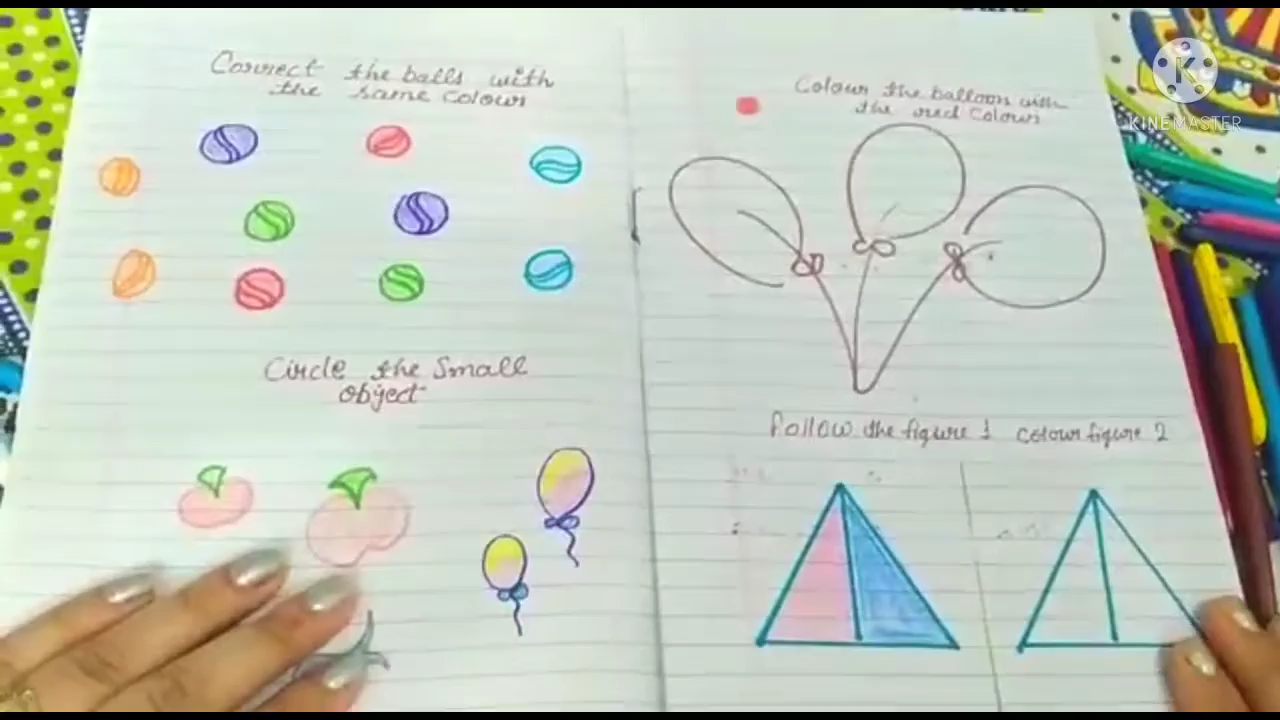 Correct the balls with
the same colour
Circle the Small
object
Colour the balloon with
the red Colour
Follow the figure 1 colour figure 2
KINEMASTER